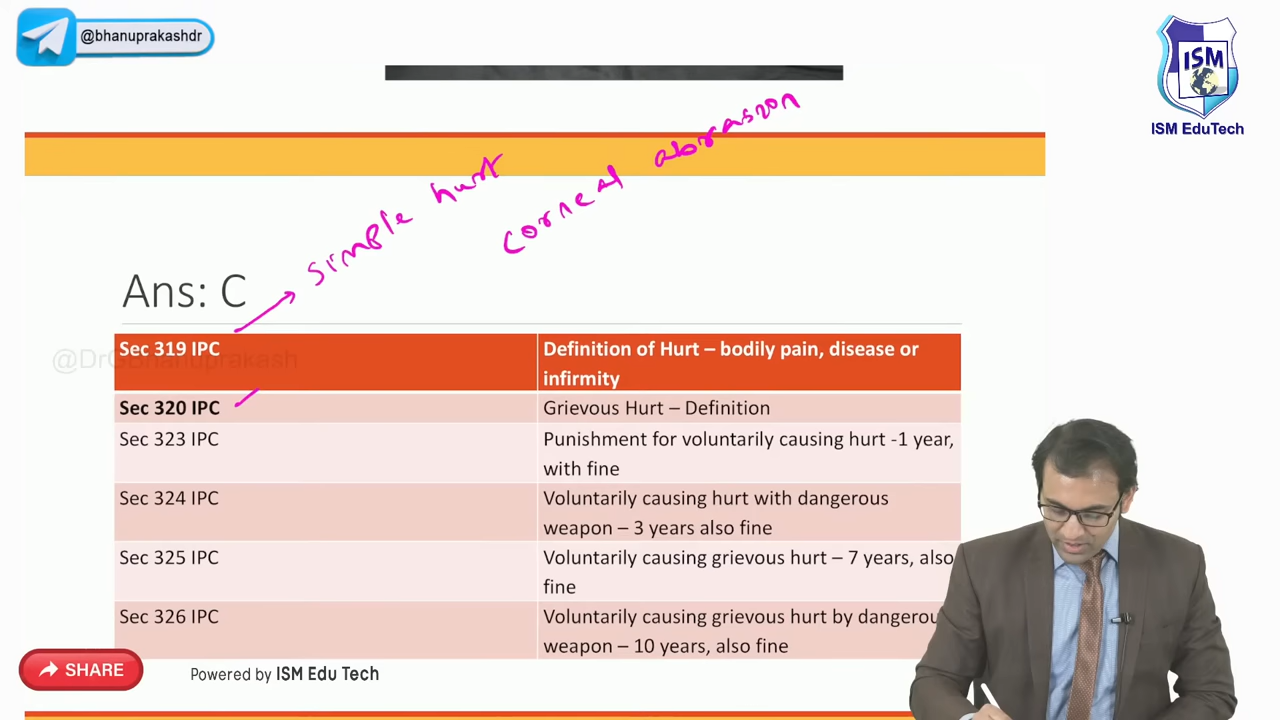 @bhanuprakashdr
ISM
ISM EduTech
simple hurt
corneal abrasion
Ans: C
@DrGBhanuprakash
Sec 319 IPC
Definition of Hurt – bodily pain, disease or
infirmity
Sec 320 IPC
Grievous Hurt – Definition
Sec 323 IPC
Punishment for voluntarily causing hurt -1 year,
with fine
Sec 324 IPC
Voluntarily causing hurt with dangerous
weapon – 3 years also fine
Sec 325 IPC
Voluntarily causing grievous hurt – 7 years, also
fine
Sec 326 IPC
Voluntarily causing grievous hurt by dangerou
weapon – 10 years, also fine
SHARE
Powered by ISM Edu Tech